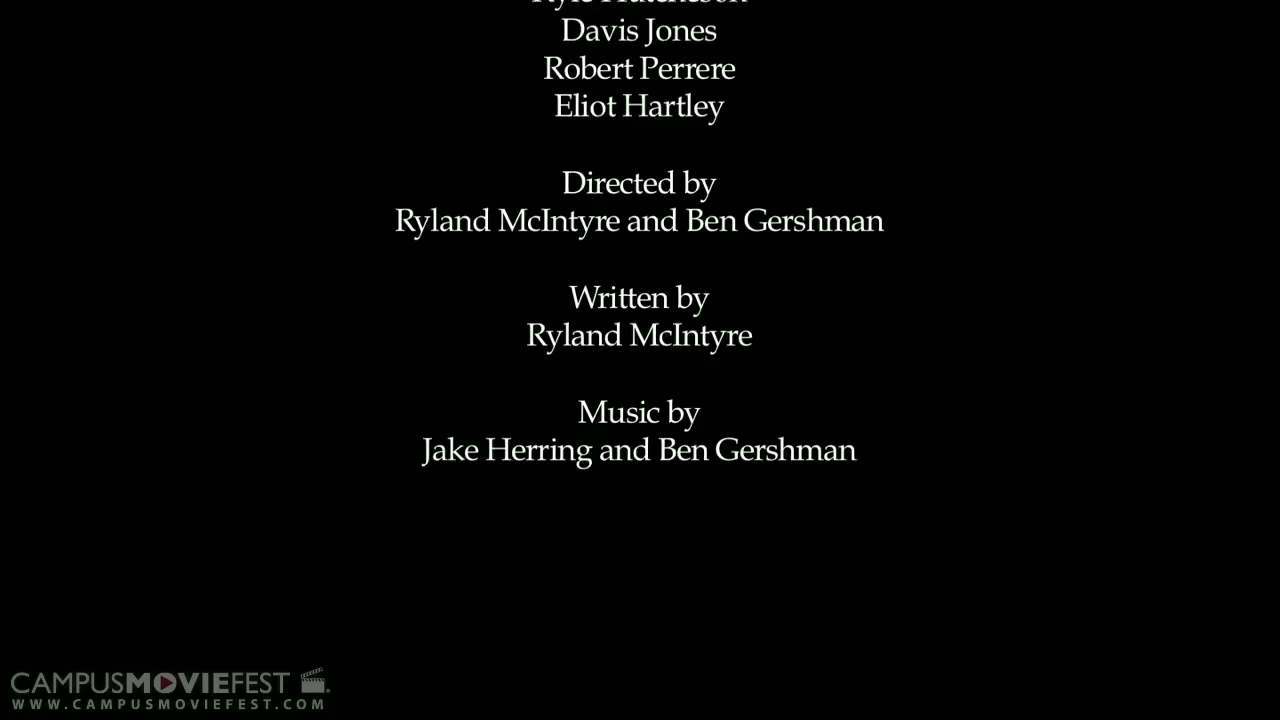 Davis Jones
Robert Perrere
Eliot Hartley
Directed by
Ryland McIntyre and Ben Gershman
Written by
Ryland McIntyre
Music by
Jake Herring and Ben Gershman
CAMPUSMOVIEFEST
WWW.CAMPUSMOVIEFEST.COM